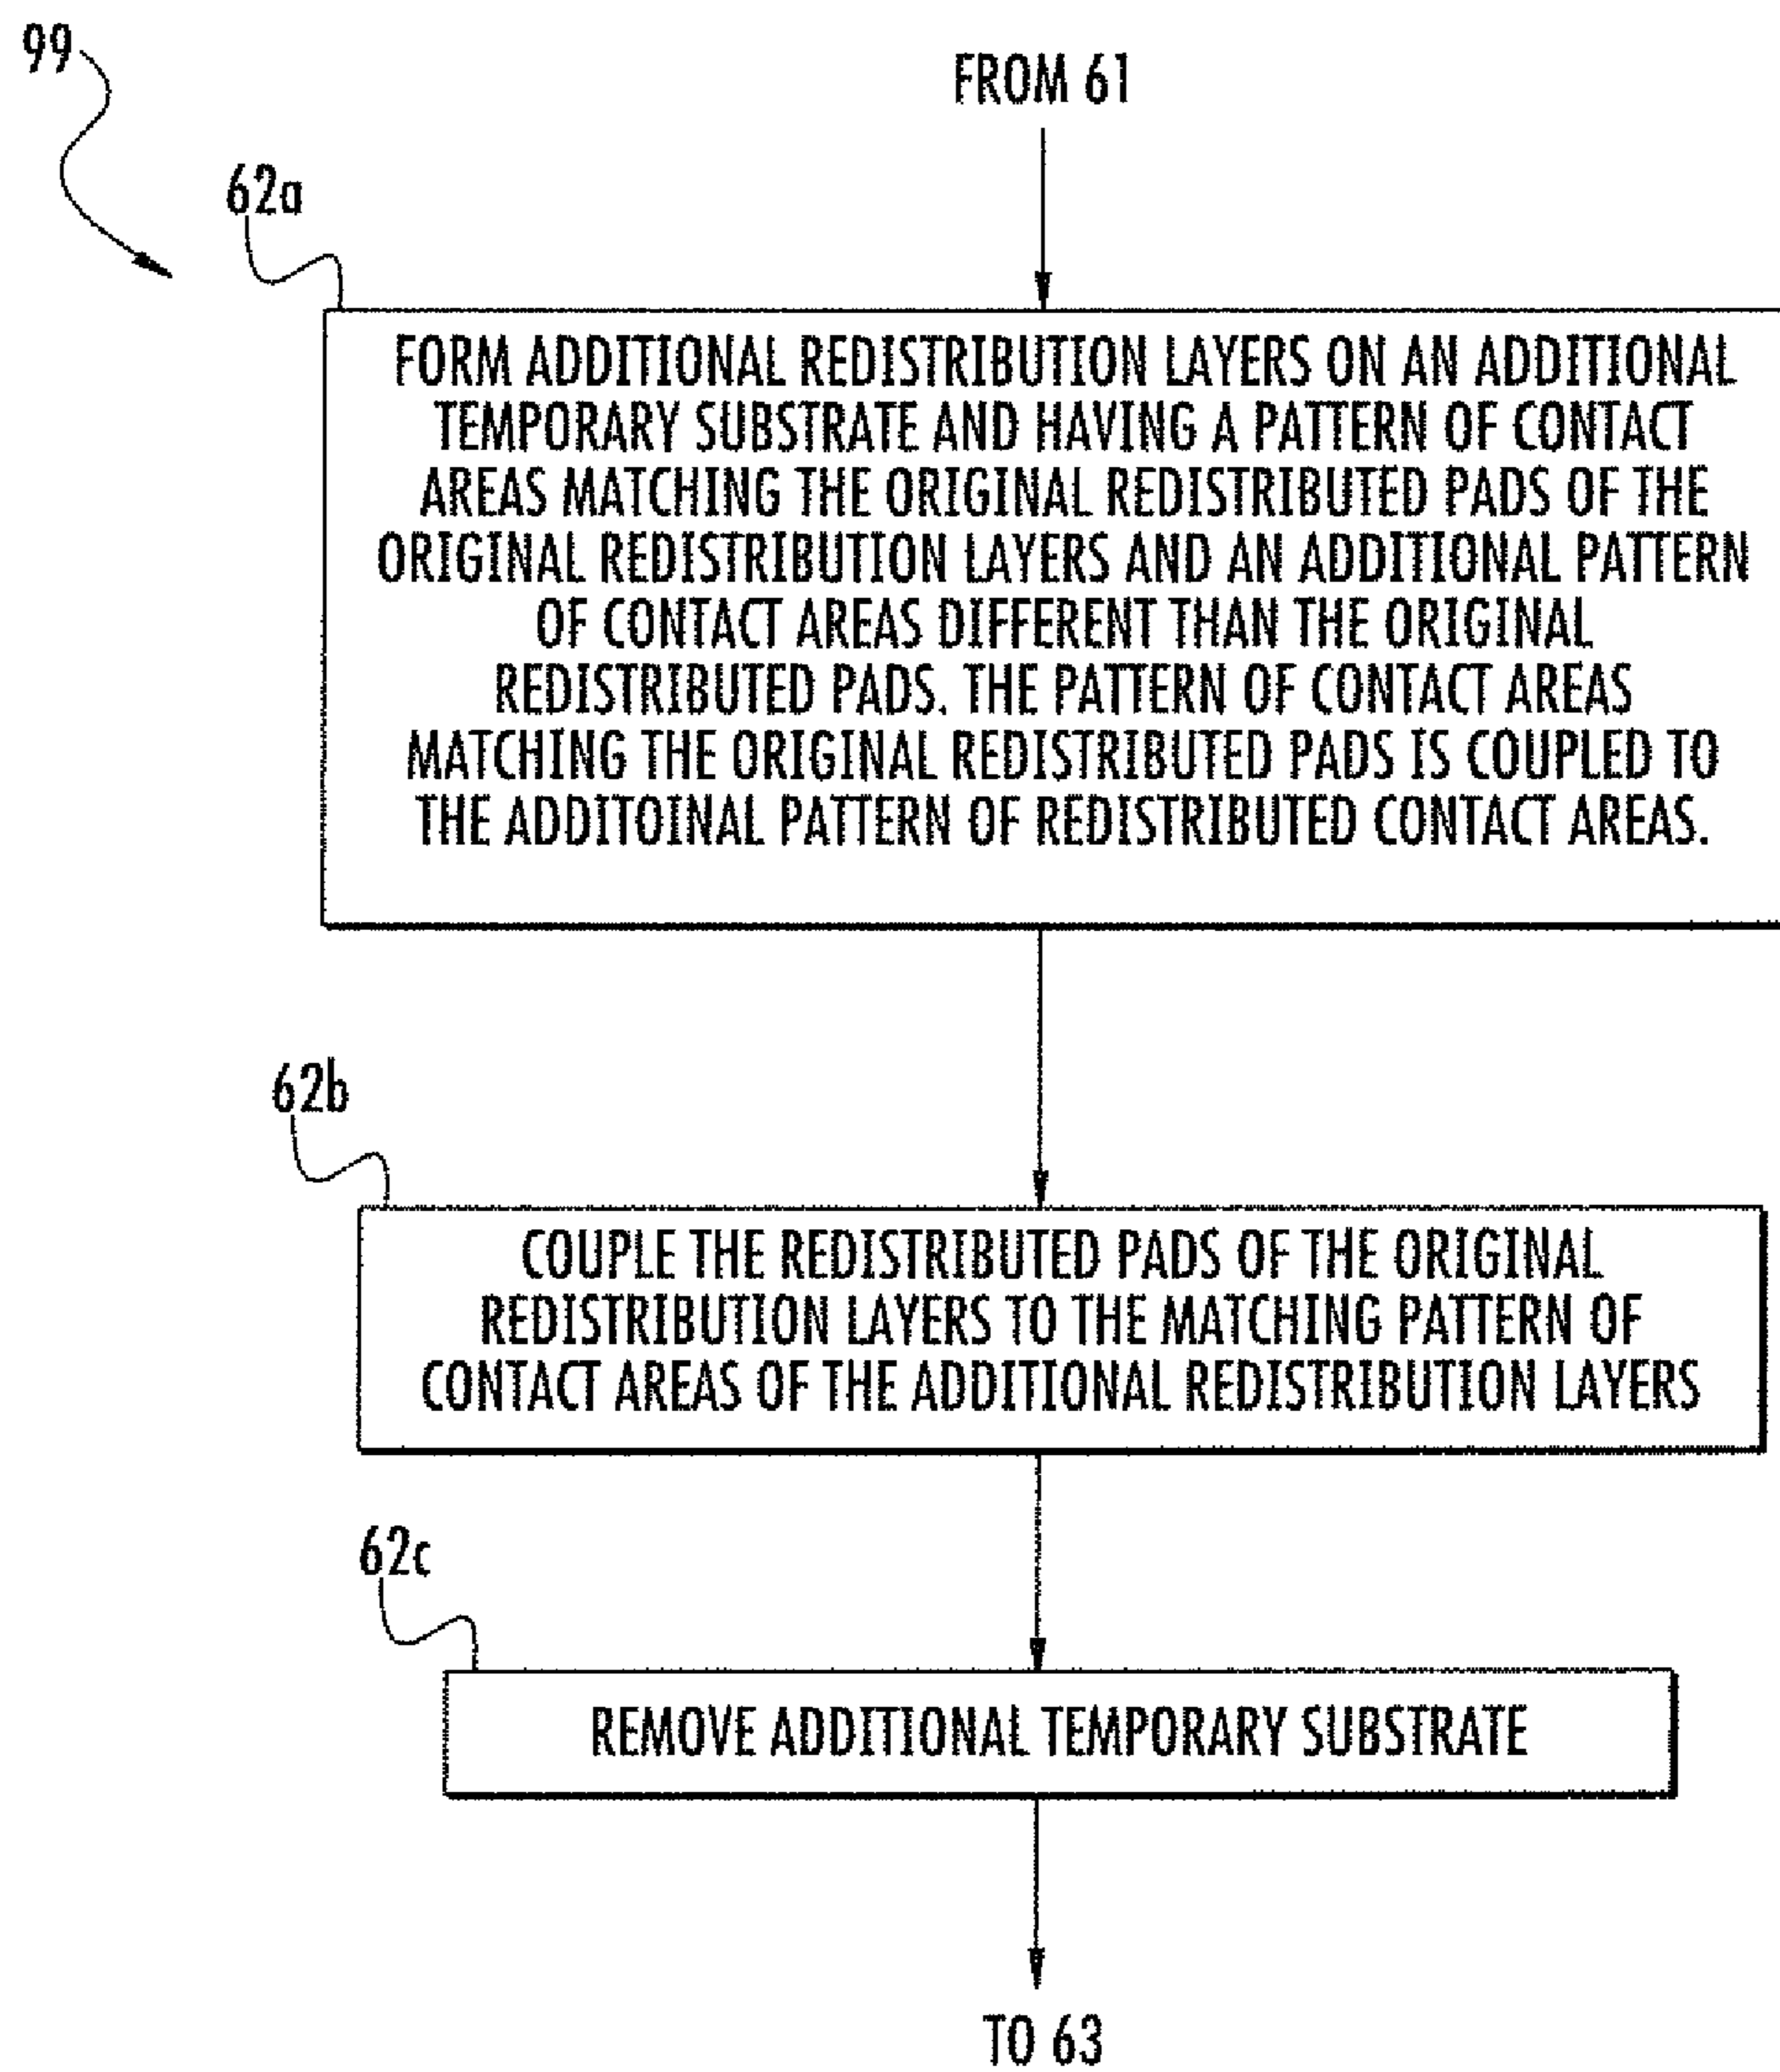 99
FROM 61
62a
FORM ADDITIONAL REDISTRIBUTION LAYERS ON AN ADDITIONAL
TEMPORARY SUBSTRATE AND HAVING A PATTERN OF CONTACT
AREAS MATCHING THE ORIGINAL REDISTRIBUTED PADS OF THE
ORIGINAL REDISTRIBUTION LAYERS AND AN ADDITIONAL PATTERN
OF CONTACT AREAS DIFFERENT THAN THE ORIGINAL
REDISTRIBUTED PADS. THE PATTERN OF CONTACT AREAS
MATCHING THE ORIGINAL REDISTRIBUTED PADS IS COUPLED TO
THE ADDITOINAL PATTERN OF REDISTRIBUTED CONTACT AREAS.
62b
COUPLE THE REDISTRIBUTED PADS OF THE ORIGINAL
REDISTRIBUTION LAYERS TO THE MATCHING PATTERN OF
CONTACT AREAS OF THE ADDITIONAL REDISTRIBUTION LAYERS
62c
REMOVE ADDITIONAL TEMPORARY SUBSTRATE
TO 63